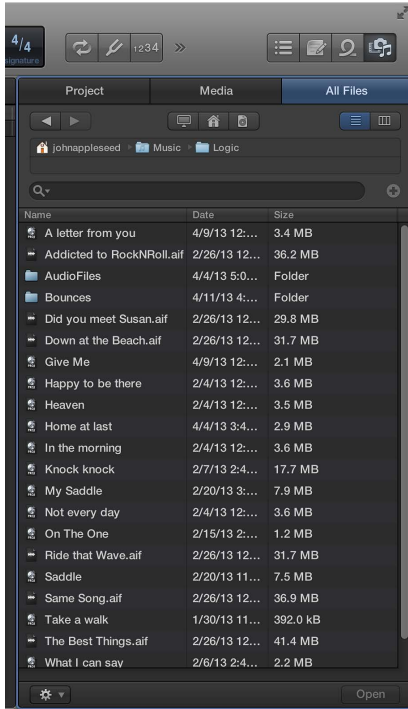 4/4
signature
1234
Project Media All Files
johnappleseed Music Logic
Name Date Size
A letter from you 4/9/13 12:... 3.4 MB
Addicted to RockNRoll.aif 2/26/13 12... 36.2 MB
AudioFiles 4/4/13 5:0... Folder
Bounces 4/11/13 4:... Folder
Did you meet Susan.aif 2/26/13 12... 29.8 MB
Down at the Beach.aif 2/26/13 12... 31.7 MB
Give Me 4/9/13 12:... 2.1 MB
Happy to be there 2/4/13 12:... 3.6 MB
Heaven 2/4/13 12:... 3.5 MB
Home at last 4/4/13 3:4... 2.9 MB
In the morning 2/4/13 12:... 3.6 MB
Knock knock 2/7/13 2:4... 17.7 MB
My Saddle 2/20/13 3:... 7.9 MB
Not every day 2/4/13 12:... 3.6 MB
On The One 2/15/13 2:... 1.2 MB
Ride that Wave.aif 2/26/13 12... 31.7 MB
Saddle 2/20/13 11... 7.5 MB
Same Song.aif 2/26/13 12... 36.9 MB
Take a walk 1/30/13 11... 392.0 kB
The Best Things.aif 2/26/13 12... 41.4 MB
What I can say 2/6/13 2:4... 2.2 MB
Open